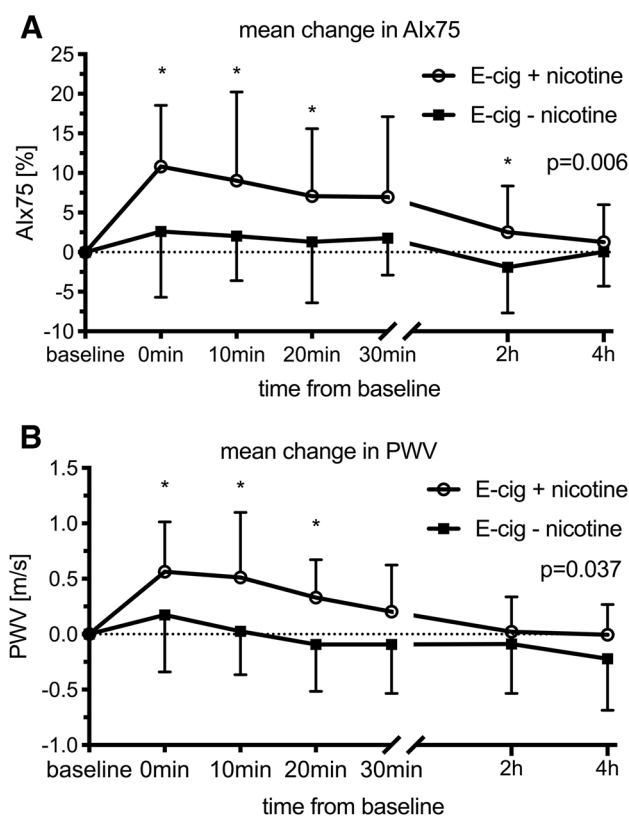 A
mean change in AIx75
E-cig + nicotine
E-cig - nicotine
p=0.006
AIx75 [%]
25
20
15
10
5
0
-5
-10
* * * *
baseline 0min 10min 20min 30min 2h 4h
time from baseline
B
mean change in PWV
E-cig + nicotine
E-cig - nicotine
p=0.037
PWV [m/s]
1.5
1.0
0.5
0.0
-0.5
-1.0
* * *
baseline 0min 10min 20min 30min 2h 4h
time from baseline